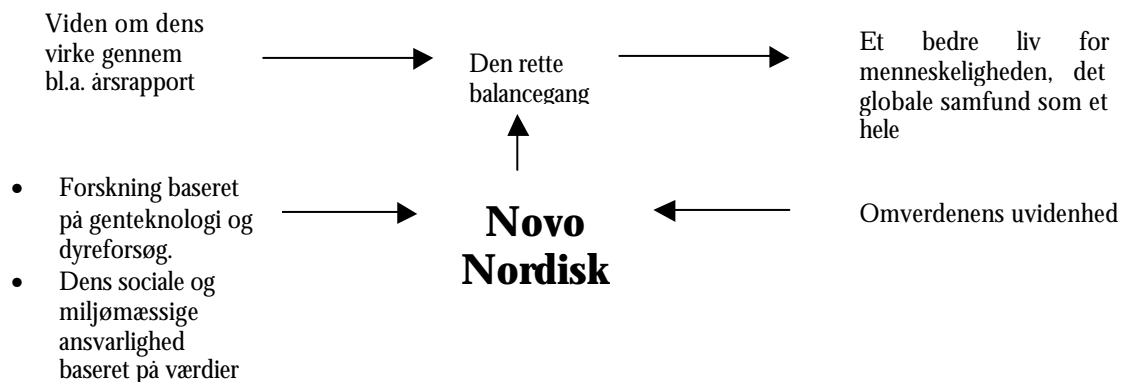 Viden om dens
virke gennem
bl.a. årsrapport
Den rette
balancegang
Et bedre liv for
menneskeligheden, det
globale samfund som et
hele
• Forskning baseret
på genteknologi og
dyreforsøg.
• Dens sociale og
miljømæssige
ansvarlighed
baseret på værdier
Novo
Nordisk
Omverdenens uvidenhed